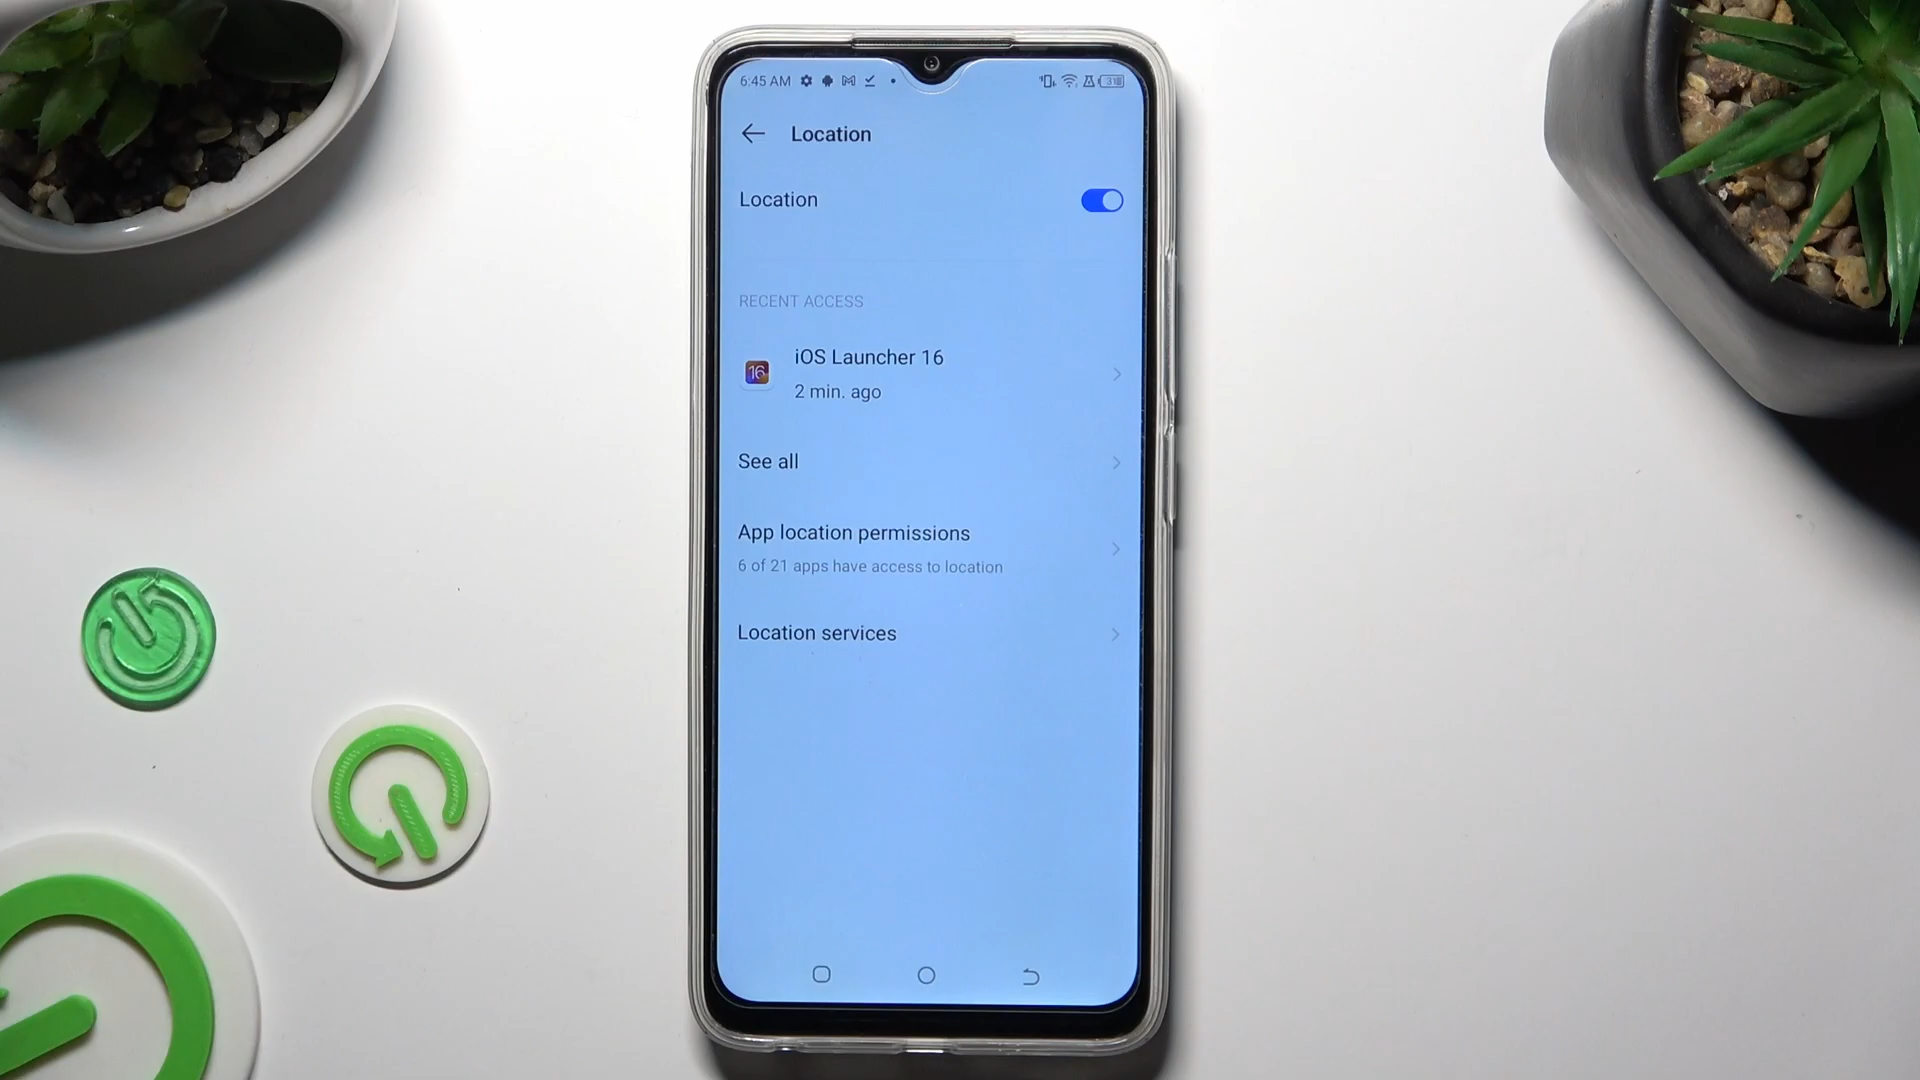 6:45 AM
31
Location
Location
RECENT ACCESS
16
iOS Launcher 16
2 min. ago
See all
App location permissions
6 of 21 apps have access to location
Location services